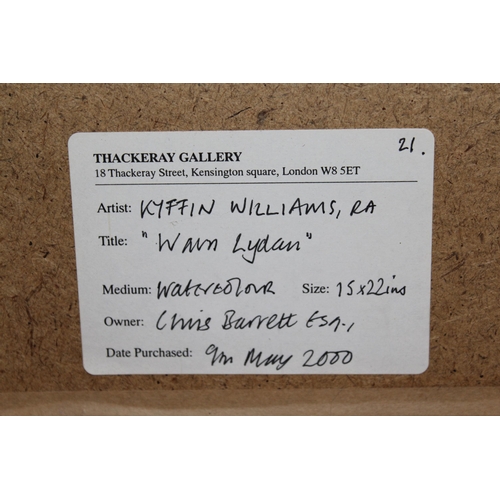 21.
THACKERAY GALLERY
18 Thackeray Street, Kensington square, London W8 5ET
Artist: KYFFIN WILLIAMS, RA
Title: "Waun Lydan"
Medium: WATERCOLOUR Size: 15x22ins
Owner: Chris Barrett Esq.,
Date Purchased: 9th May 2000